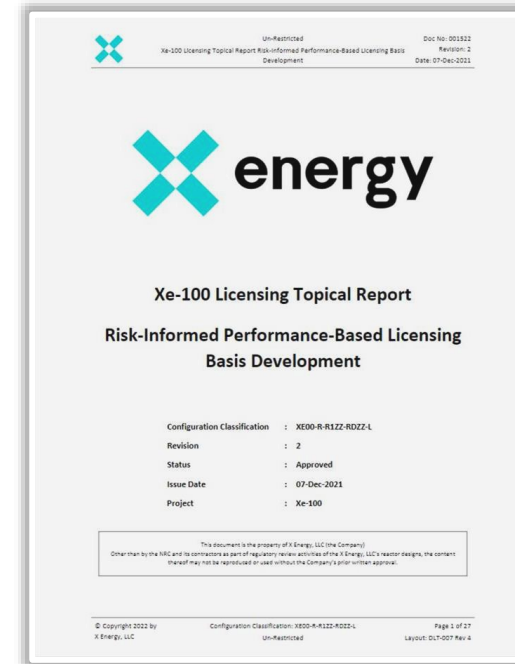 Un-Restricted
Doc No: 001522
Xe-100 Licensing Topical Report Risk-Informed Performance-Based Licensing Basis
Revision: 2
Development
Date: 07-Dec-2021
energy
Xe-100 Licensing Topical Report
Risk-Informed Performance-Based Licensing
Basis Development
Configuration Classification : XE00-R-R1ZZ-RDZZ-L
Revision : 2
Status : Approved
Issue Date : 07-Dec-2021
Project : Xe-100
This document is the property of X Energy, LLC (the Company)
Other than by the NRC and its contractors as part of regulatory review activities of the X Energy, LLC's reactor designs, the content
thereof may not be reproduced or used without the Company's prior written approval.
© Copyright 2022 by
Configuration Classification: XE00-R-R1ZZ-RDZZ-L
Page 1 of 27
X Energy, LLC
Un-Restricted
Layout: DLT-007 Rev 4